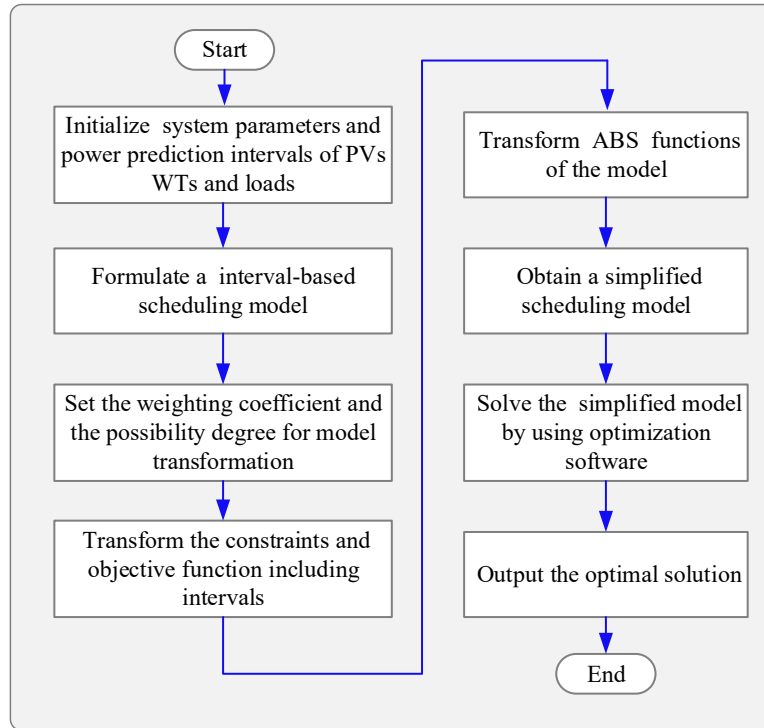 Start
Initialize system parameters and
power prediction intervals of PVs
WTs and loads
Formulate a interval-based
scheduling model
Set the weighting coefficient and
the possibility degree for model
transformation
Transform the constraints and
objective function including
intervals
Transform ABS functions
of the model
Obtain a simplified
scheduling model
Solve the simplified model
by using optimization
software
Output the optimal solution
End